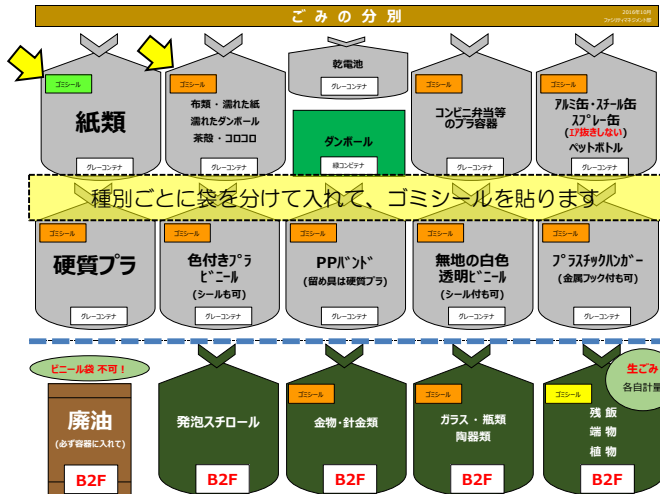 ごみの分別
2018年10月
ファシリティマネジメント部
ゴミシール
紙類
グレーコンテナ
ゴミシール
布類・濡れた紙
濡れたダンボール
茶殻・コロコロ
グレーコンテナ
乾電池
グレーコンテナ
ダンボール
緑コンビテナ
ゴミシール
コンビニ弁当等
のプラ容器
グレーコンテナ
ゴミシール
アルミ缶・スチール缶
スプレー缶
(エア抜きしない)
ペットボトル
グレーコンテナ
種別ごとに袋を分けて入れて、ゴミシールを貼ります
ゴミシール
硬質プラ
グレーコンテナ
ゴミシール
色付きプラ
ビニール
(シールも可)
グレーコンテナ
ゴミシール
PPバンド
(留め具は硬質プラ)
グレーコンテナ
ゴミシール
無地の白色
透明ビニール
(シール付も可)
グレーコンテナ
ゴミシール
プラスチックハンガー
(金属フック付も可)
グレーコンテナ
ビニール袋 不可！
廃油
(必ず容器に入れて)
B2F
発泡スチロール
B2F
ゴミシール
金物・針金類
B2F
ゴミシール
ガラス・瓶類
陶器類
B2F
生ごみ
各自計量
ゴミシール
残飯
端物
植物
B2F